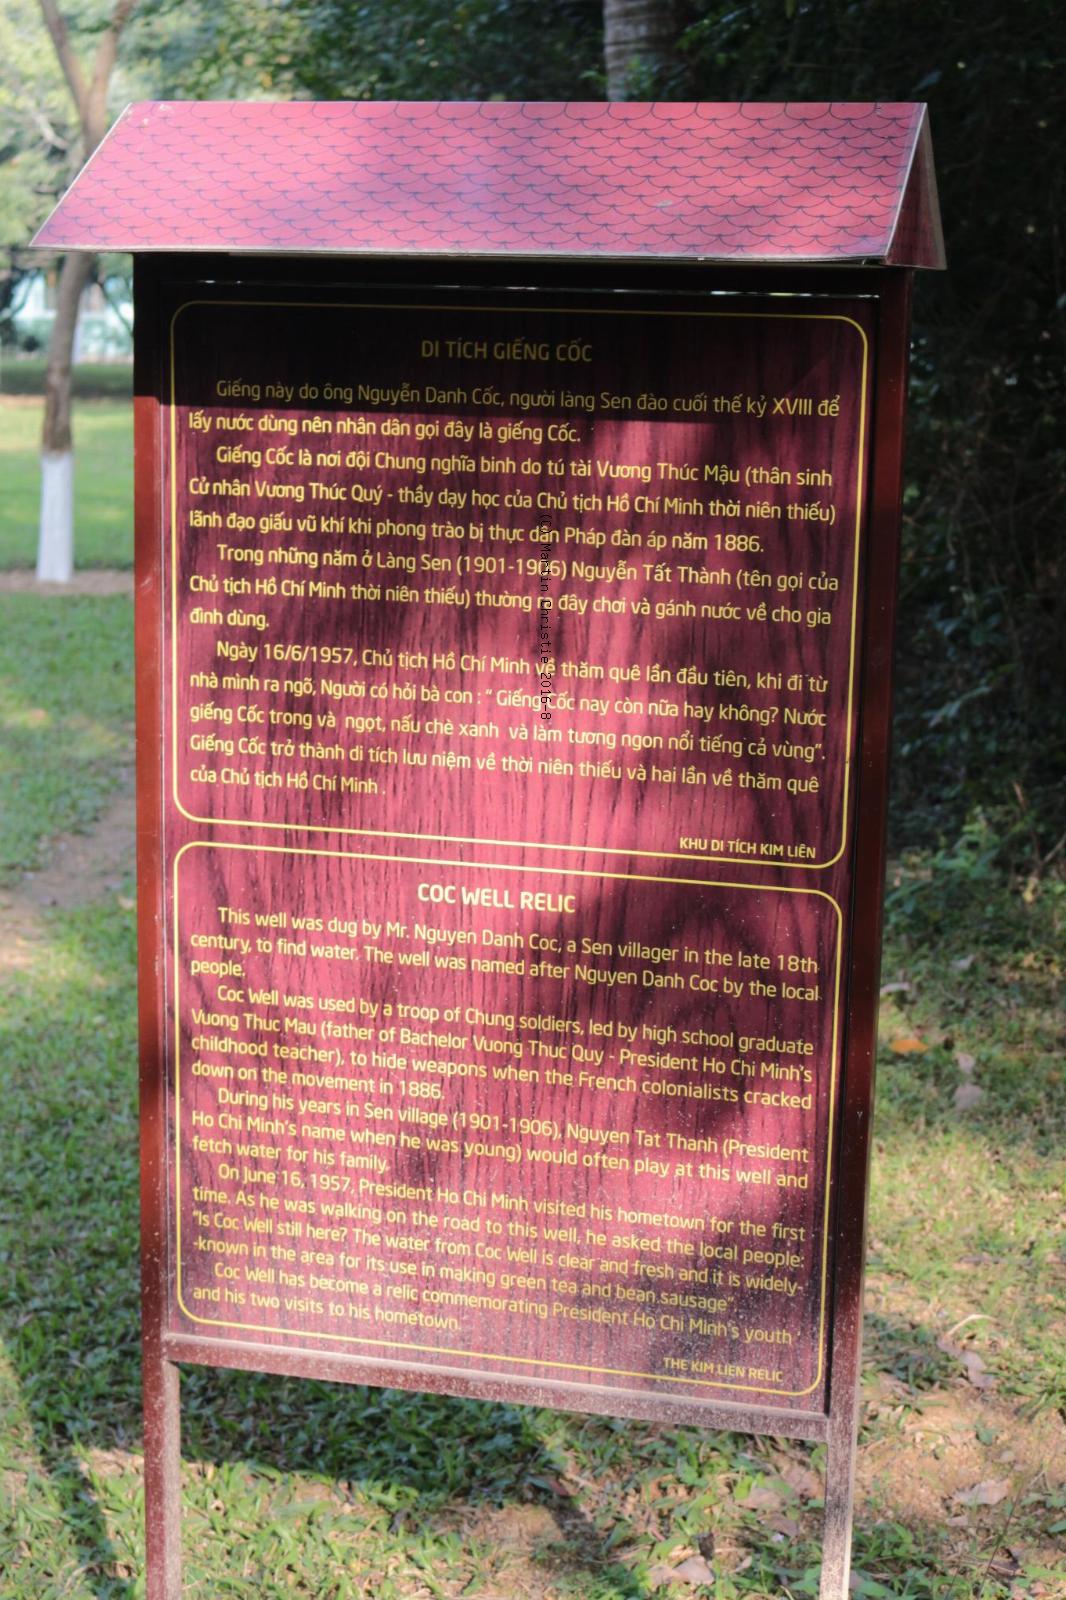 DI TÍCH GIẾNG CỐC
Giếng này do ông Nguyễn Danh Cốc, người làng Sen đào cuối thế kỷ XVIII để
lấy nước dùng nên nhân dân gọi đây là giếng Cốc.
Giếng Cốc là nơi đội Chung nghĩa binh do tú tài Vương Thúc Mậu (thân sinh
Cử nhân Vương Thúc Quý - thầy dạy học của Chủ tịch Hồ Chí Minh thời niên thiếu)
lãnh đạo giấu vũ khí khi phong trào bị thực dân Pháp đàn áp năm 1886.
Trong những năm ở Làng Sen (1901-1906) Nguyễn Tất Thành (tên gọi của
Chủ tịch Hồ Chí Minh thời niên thiếu) thường ra đây chơi và gánh nước về cho gia
đình dùng.
Ngày 16/6/1957, Chủ tịch Hồ Chí Minh về thăm quê lần đầu tiên, khi đi từ
nhà mình ra ngõ, Người có hỏi bà con : “ Giếng Cốc nay còn nữa hay không? Nước
giếng Cốc trong và ngọt, nấu chè xanh và làm tương ngon nổi tiếng cả vùng”.
Giếng Cốc trở thành di tích lưu niệm về thời niên thiếu và hai lần về thăm quê
của Chủ tịch Hồ Chí Minh .
KHU DI TÍCH KIM LIÊN
COC WELL RELIC
This well was dug by Mr. Nguyen Danh Coc, a Sen villager in the late 18th
century, to find water. The well was named after Nguyen Danh Coc by the local
people.
Coc Well was used by a troop of Chung soldiers, led by high school graduate
Vuong Thuc Mau (father of Bachelor Vuong Thuc Quy - President Ho Chi Minh's
childhood teacher), to hide weapons when the French colonialists cracked
down on the movement in 1886.
During his years in Sen village (1901-1906), Nguyen Tat Thanh (President
Ho Chi Minh's name when he was young) would often play at this well and
fetch water for his family.
On June 16, 1957, President Ho Chi Minh visited his hometown for the first
time. As he was walking on the road to this well, he asked the local people:
"Is Coc Well still here? The water from Coc Well is clear and fresh and it is widely-
-known in the area for its use in making green tea and bean sausage".
Coc Well has become a relic commemorating President Ho Chi Minh's youth
and his two visits to his hometown.
THE KIM LIEN RELIC
(C) Martin Christie 2016-8